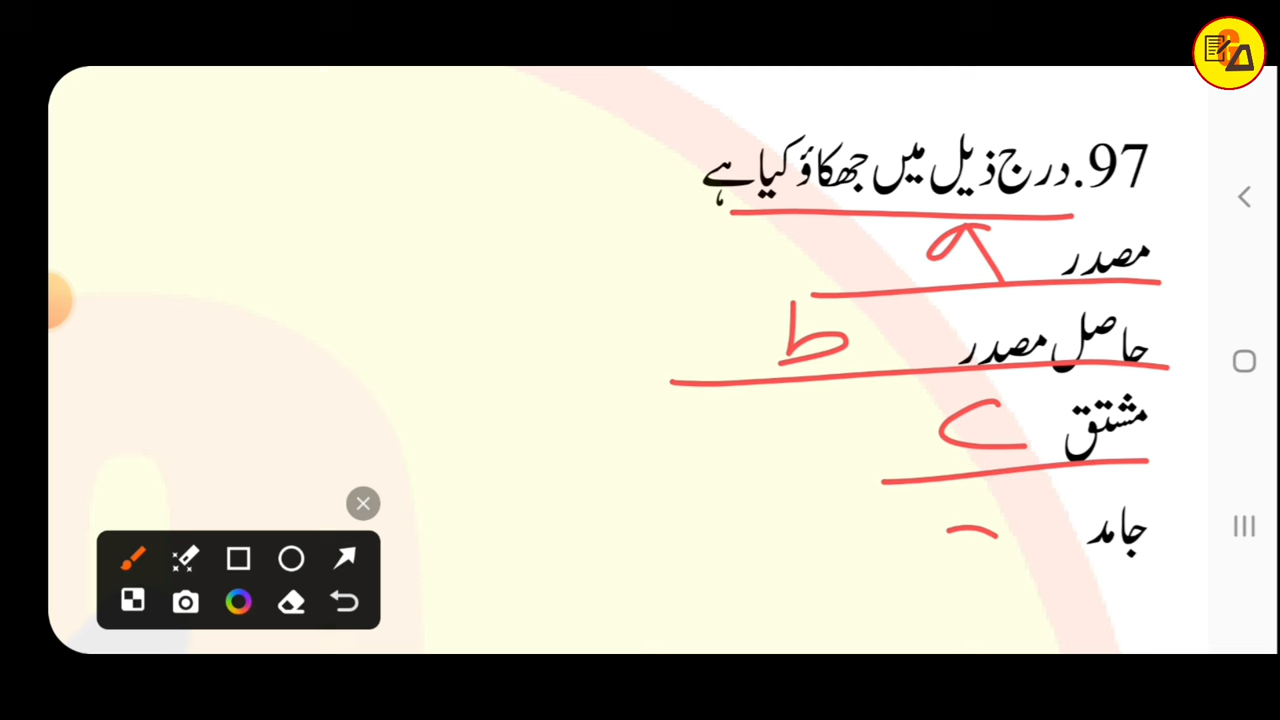 97. درج ذیل میں جھکاؤ کیا ہے
مصدر a
حاصل مصدر b
مشتق c
جامد